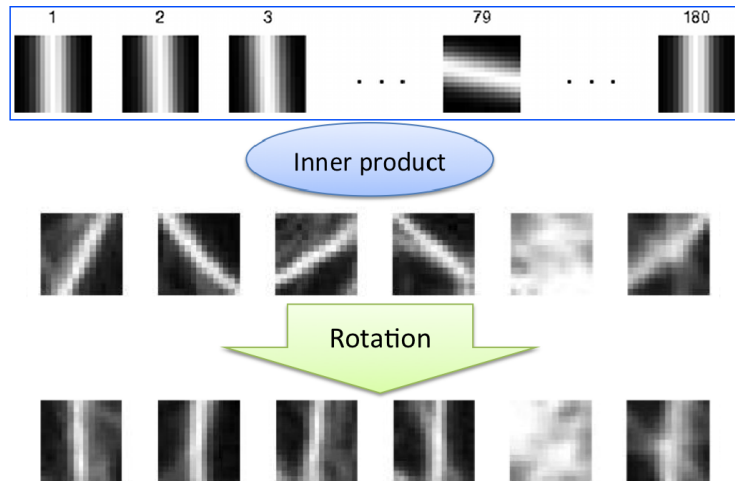 1 2 3 79 180
. . . . . .
Inner product
Rotation